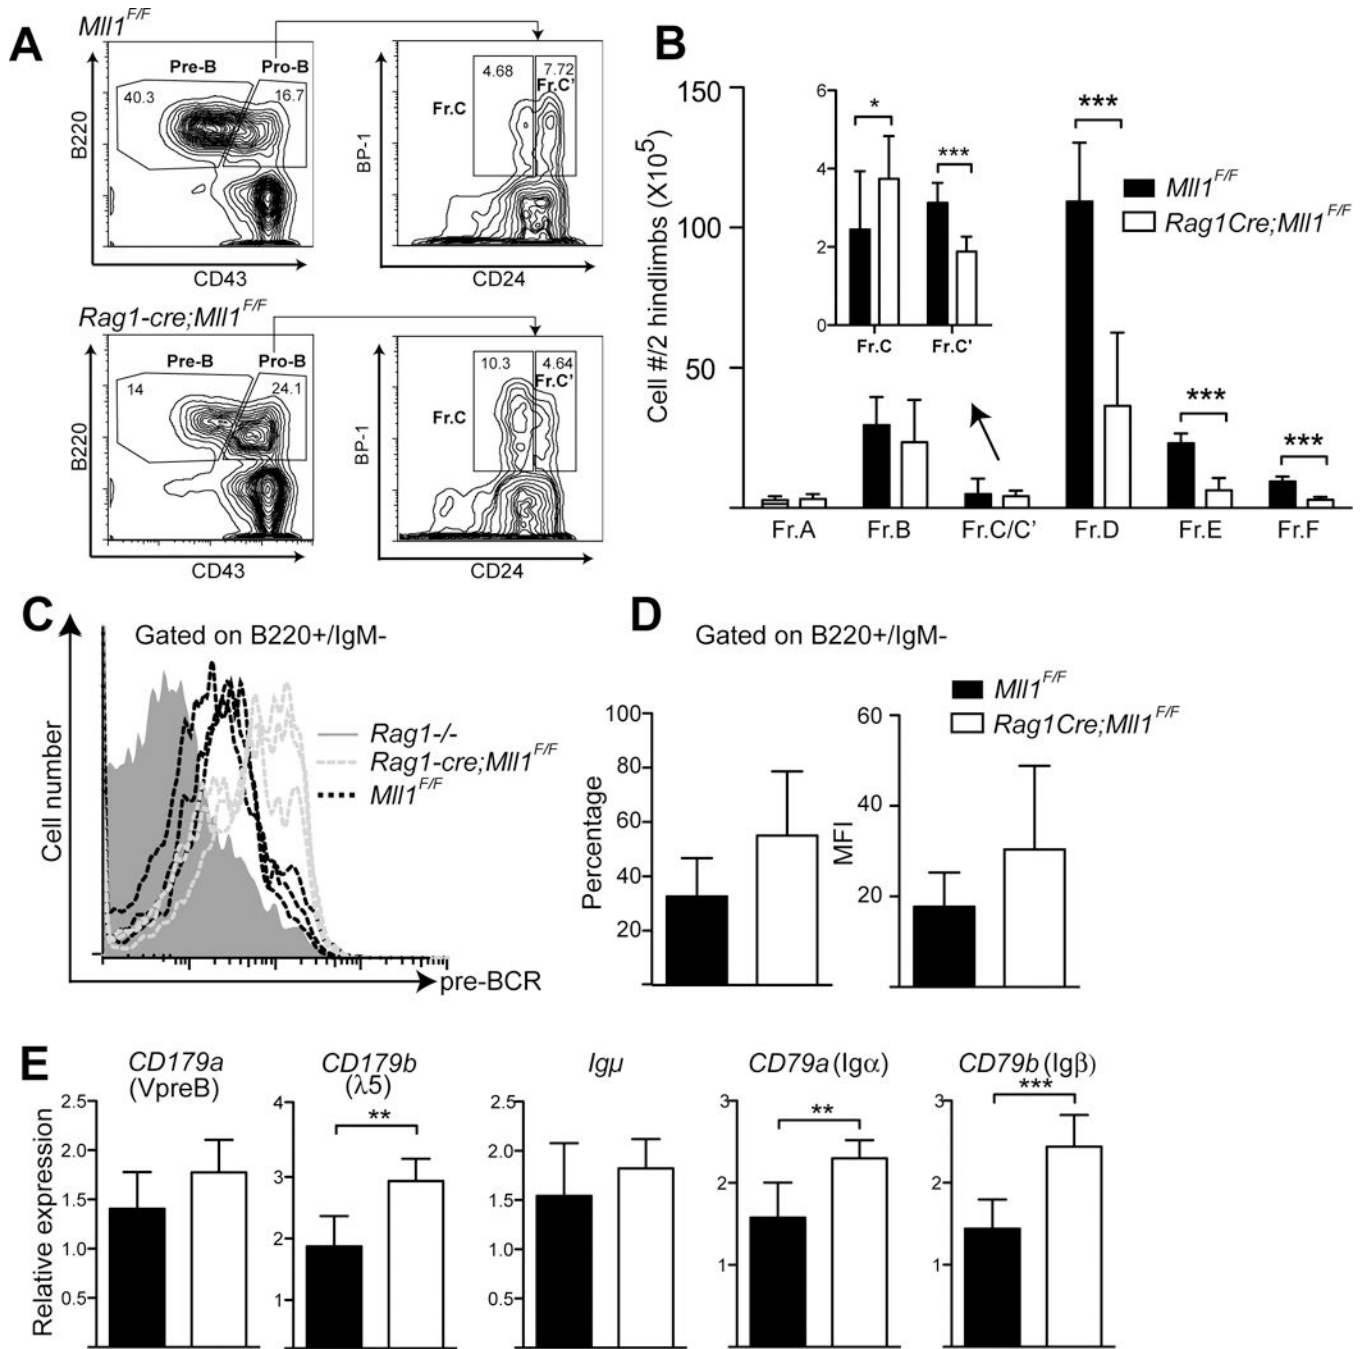 A
Mll1F/F
Pre-B
Pro-B
40.3
16.7
B220
CD43
4.68
7.72
Fr.C
Fr.C'
BP-1
CD24
Rag1-cre;Mll1F/F
Pre-B
Pro-B
14
24.1
B220
CD43
10.3
4.64
Fr.C
Fr.C'
BP-1
CD24
B
Cell #/2 hindlimbs (X10^5)
150
100
50
6
4
2
0
*
***
Fr.C
Fr.C'
***
***
***
Mll1F/F
Rag1Cre;Mll1F/F
Fr.A
Fr.B
Fr.C/C'
Fr.D
Fr.E
Fr.F
C
Gated on B220+/IgM-
Cell number
Rag1-/-
Rag1-cre;Mll1F/F
Mll1F/F
pre-BCR
D
Gated on B220+/IgM-
Mll1F/F
Rag1Cre;Mll1F/F
Percentage
100
80
60
40
20
MFI
60
40
20
E
Relative expression
CD179a
(VpreB)
2.5
2.0
1.5
1.0
0.5
CD179b
(λ5)
**
4
3
2
1
Igμ
2.5
2.0
1.5
1.0
0.5
CD79a (Igα)
**
3
2
1
CD79b (Igβ)
***
3
2
1